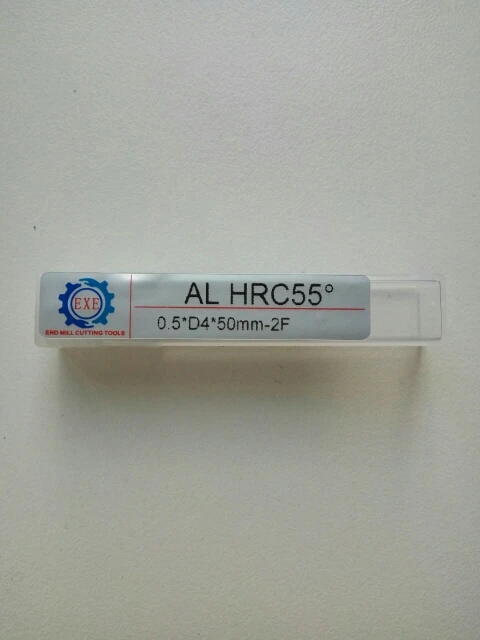 EXE
END MILL CUTTING TOOLS
AL HRC55°
0.5*D4*50mm-2F